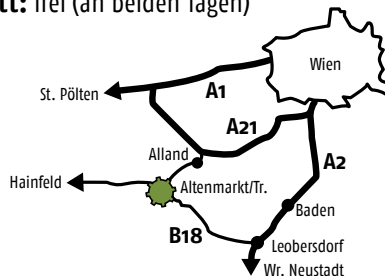 tt: frei (an beiden Tagen)
Wien
St. Pölten
A1
A21
Alland
A2
Hainfeld
Altenmarkt/Tr.
Baden
B18
Leobersdorf
Wr. Neustadt